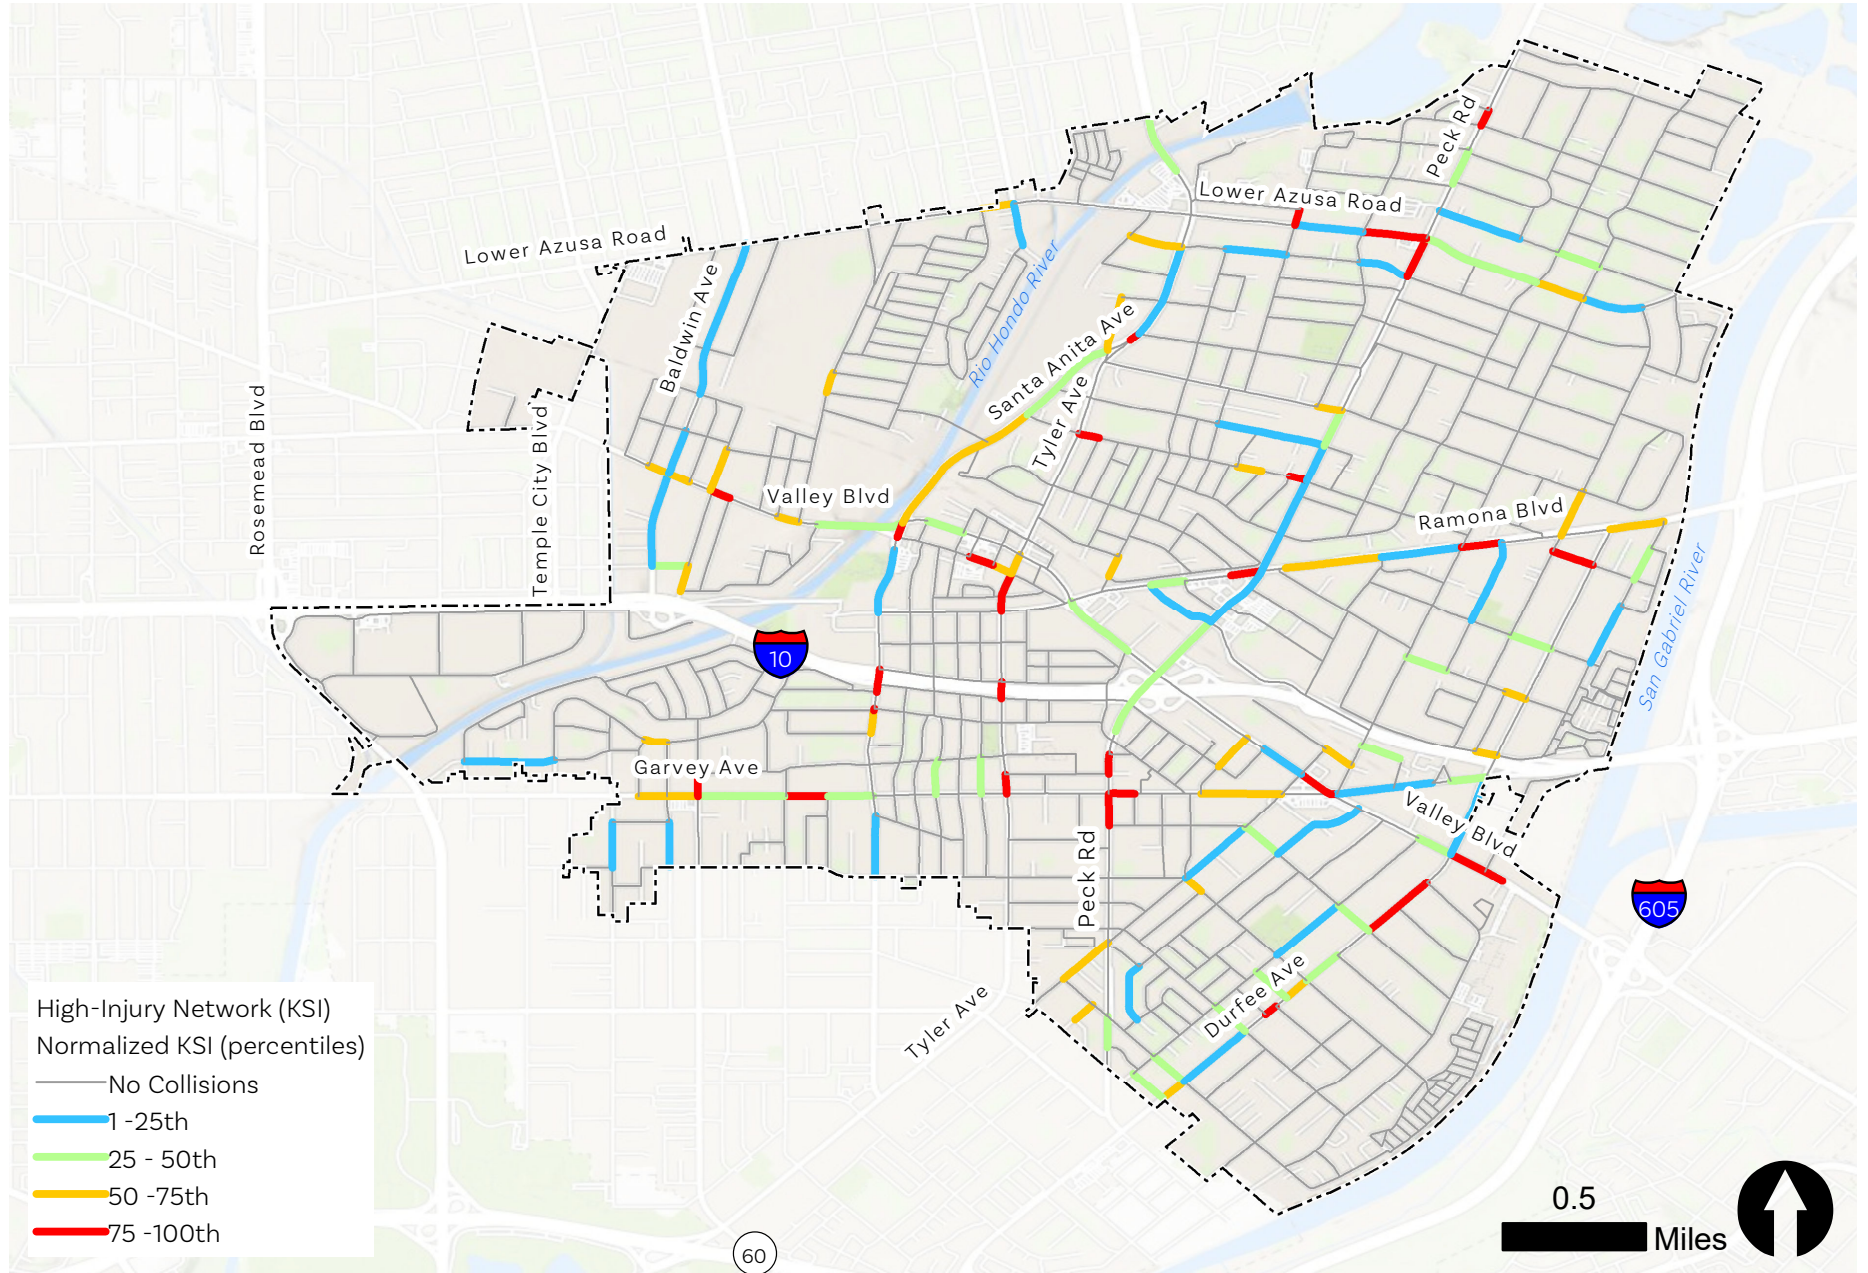 Peck Rd
Lower Azusa Road
Lower Azusa Road
Baldwin Ave
Rio Hondo River
Santa Anita Ave
Tyler Ave
Rosemead Blvd
Temple City Blvd
Valley Blvd
Ramona Blvd
San Gabriel River
10
Garvey Ave
Valley Blvd
Peck Rd
605
Durfee Ave
Tyler Ave
High-Injury Network (KSI)
Normalized KSI (percentiles)
No Collisions
1 -25th
25 - 50th
50 -75th
75 -100th
60
0.5
Miles